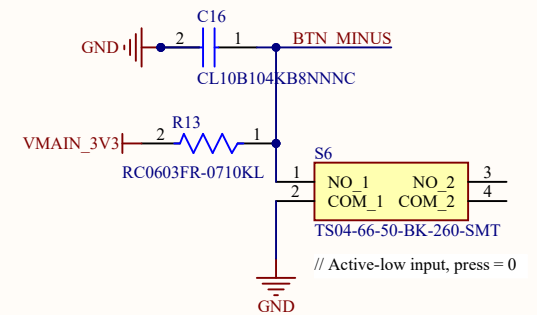 C16
GND 2 1 BTN_MINUS
CL10B104KB8NNNC
R13
VMAIN_3V3 2 1
RC0603FR-0710KL
S6
1 NO_1 NO_2 3
2 COM_1 COM_2 4
TS04-66-50-BK-260-SMT
// Active-low input, press = 0
GND